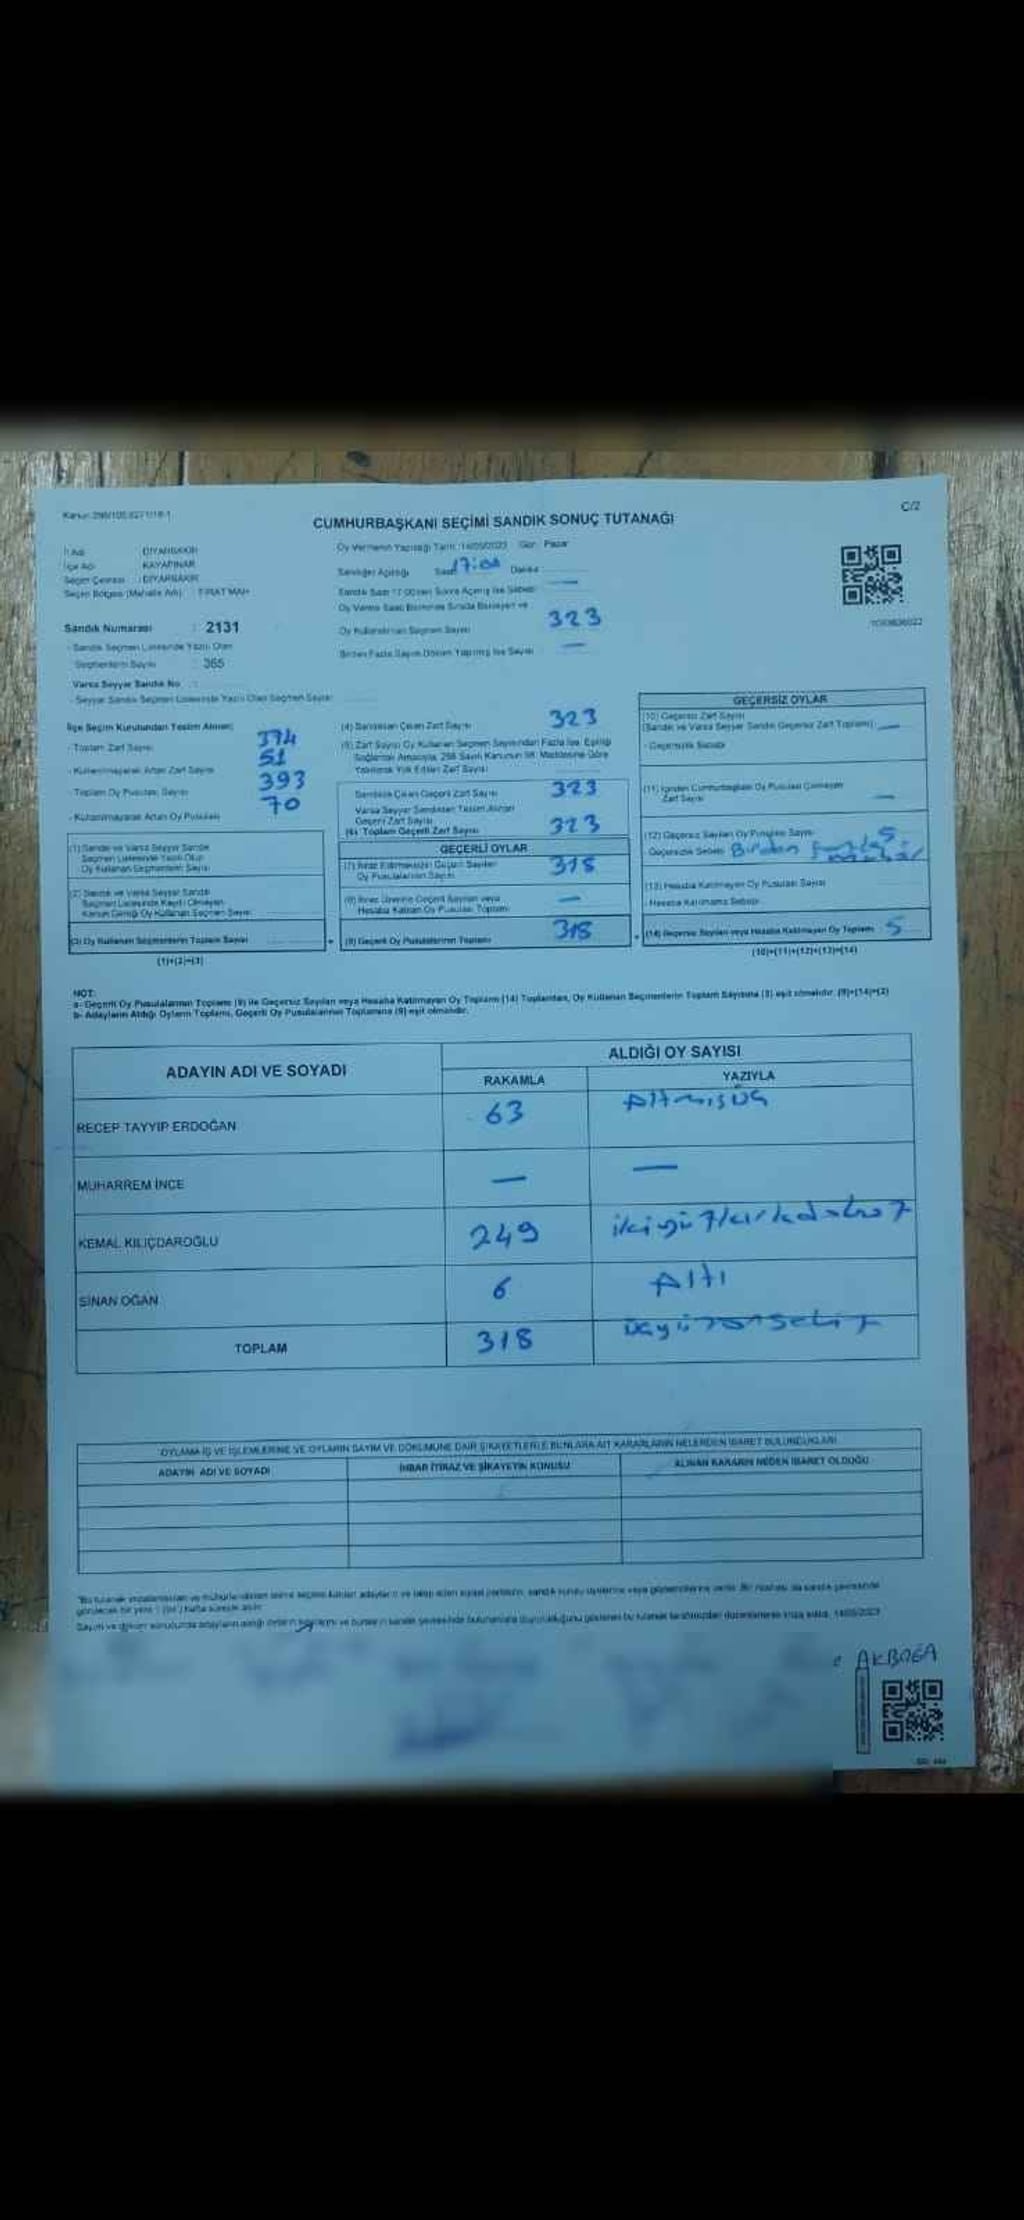 Kanun 298/105,6271/18-1
C/2
CUMHURBAŞKANI SEÇİMİ SANDIK SONUÇ TUTANAĞI
İl Adı DİYARBAKIR
İlçe Adı KAYAPINAR
Seçim Çevresi : DİYARBAKIR
Seçim Bölgesi (Mahalle Adı) : FIRAT MAH
Oy Vermenin Yapıldığı Tarih : 14/05/2023 Gün : Pazar
Sandığın Açıldığı Saat 17:00 Dakika
Sandık Saat 17.00'den Sonra Açılmış İse Sebebi —
Oy Verme Saati Bitiminde Sırada Bekleyen ve
Oy Kullandırılan Seçmen Sayısı 323
Birden Fazla Sayım Döküm Yapılmış İse Sayısı —
Sandık Numarası : 2131
- Sandık Seçmen Listesinde Yazılı Olan
Seçmenlerin Sayısı : 365
Varsa Seyyar Sandık No :
- Seyyar Sandık Seçmen Listesinde Yazılı Olan Seçmen Sayısı
İlçe Seçim Kurulundan Teslim Alınan;
- Toplam Zarf Sayısı 374
- Kullanılmayarak Artan Zarf Sayısı 51
- Toplam Oy Pusulası Sayısı 393
- Kullanılmayarak Artan Oy Pusulası 70
(1) Sandık ve Varsa Seyyar Sandık
Seçmen Listesinde Yazılı Olup
Oy Kullanan Seçmenlerin Sayısı
(2) Sandık ve Varsa Seyyar Sandık
Seçmen Listesinde Kayıtlı Olmayan
Kanun Gereği Oy Kullanan Seçmen Sayısı
(3) Oy Kullanan Seçmenlerin Toplam Sayısı
(1)+(2)=(3)
(4) Sandıktan Çıkan Zarf Sayısı 323
(5) Zarf Sayısı Oy Kullanan Seçmen Sayısından Fazla İse, Eşitliği
Sağlamak Amacıyla, 298 Sayılı Kanunun 98. Maddesine Göre
Yakılarak Yok Edilen Zarf Sayısı
Sandıkta Çıkan Geçerli Zarf Sayısı 323
Varsa Seyyar Sandıktan Teslim Alınan
Geçerli Zarf Sayısı
(6) Toplam Geçerli Zarf Sayısı 323
GEÇERLİ OYLAR
(7) İtiraz Edilmeksizin Geçerli Sayılan
Oy Pusulalarının Sayısı 318
(8) İtiraz Üzerine Geçerli Sayılan veya
Hesaba Katılan Oy Pusulası Toplamı —
(9) Geçerli Oy Pusulalarının Toplamı 318
GEÇERSİZ OYLAR
(10) Geçersiz Zarf Sayısı
(Sandık ve Varsa Seyyar Sandık Geçersiz Zarf Toplamı) —
- Geçersizlik Sebebi
(11) İçinden Cumhurbaşkanı Oy Pusulası Çıkmayan
Zarf Sayısı —
(12) Geçersiz Sayılan Oy Pusulası Sayısı 5
Geçersizlik Sebebi Birden fazla mühür
(13) Hesaba Katılmayan Oy Pusulası Sayısı
- Hesaba Katılmama Sebebi
(14) Geçersiz Sayılan veya Hesaba Katılmayan Oy Toplamı 5
(10)+(11)+(12)+(13)=(14)
NOT:
a- Geçerli Oy Pusulalarının Toplamı (9) ile Geçersiz Sayılan veya Hesaba Katılmayan Oy Toplamı (14) Toplamları, Oy Kullanan Seçmenlerin Toplam Sayısına (3) eşit olmalıdır. (9)+(14)=(3)
b- Adayların Aldığı Oyların Toplamı, Geçerli Oy Pusulalarının Toplamına (9) eşit olmalıdır.
ADAYIN ADI VE SOYADI
ALDIĞI OY SAYISI
RAKAMLA YAZIYLA
RECEP TAYYİP ERDOĞAN 63 Altmışüç
MUHARREM İNCE — —
KEMAL KILIÇDAROĞLU 249 ikiyüzkırkdokuz
SİNAN OĞAN 6 Altı
TOPLAM 318 üçyüzonsekiz
OYLAMA İŞ VE İŞLEMLERİNE VE OYLARIN SAYIM VE DÖKÜMÜNE DAİR ŞİKAYETLERLE BUNLARA AİT KARARLARIN NELERDEN İBARET BULUNDUKLARI
ADAYIN ADI VE SOYADI
İHBAR İTİRAZ VE ŞİKAYETİN KONUSU
ALINAN KARARIN NEDEN İBARET OLDUĞU
AKBOĞA